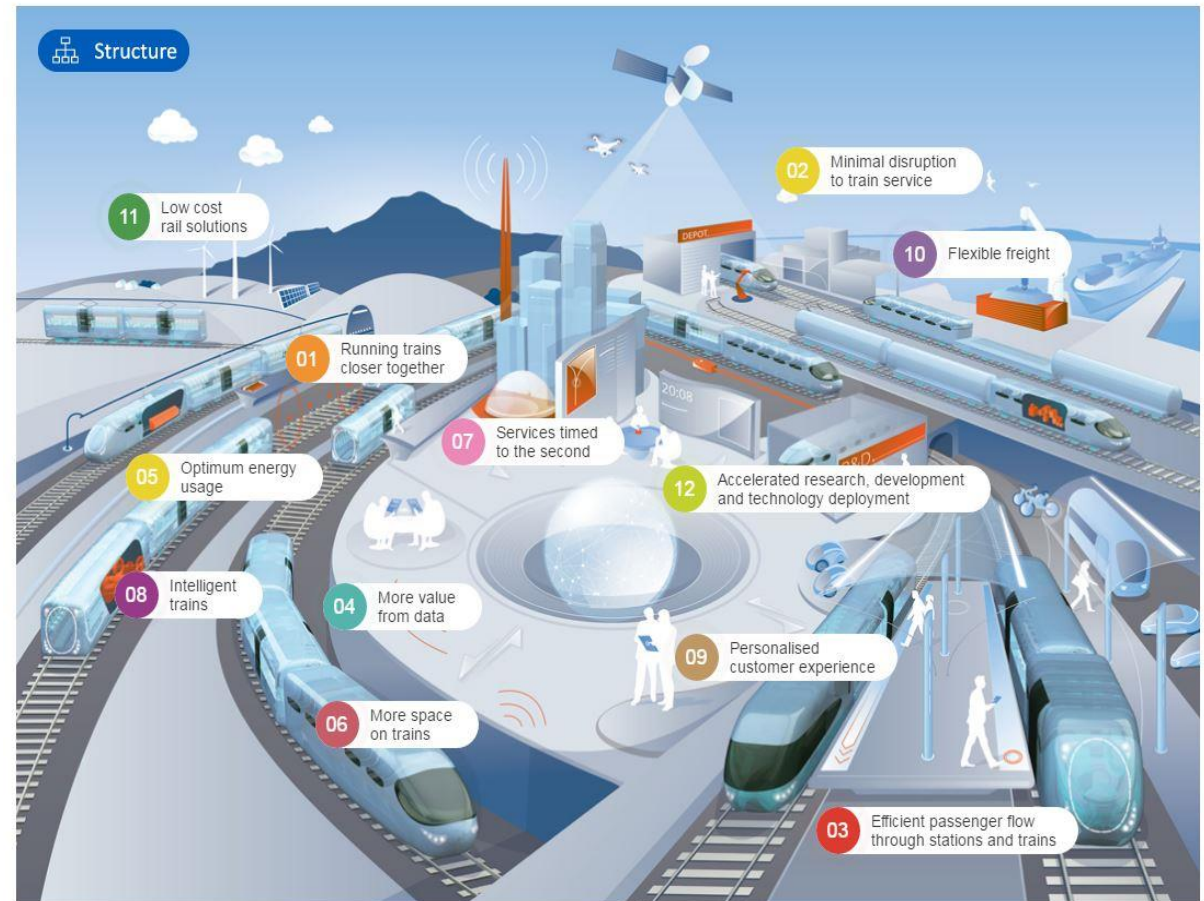 Structure
02
Minimal disruption
to train service
11
Low cost
rail solutions
DEPOT
10
Flexible freight
01
Running trains
closer together
20:08
07
Services timed
to the second
R&D
05
Optimum energy
usage
12
Accelerated research, development
and technology deployment
08
Intelligent
trains
04
More value
from data
09
Personalised
customer experience
06
More space
on trains
03
Efficient passenger flow
through stations and trains